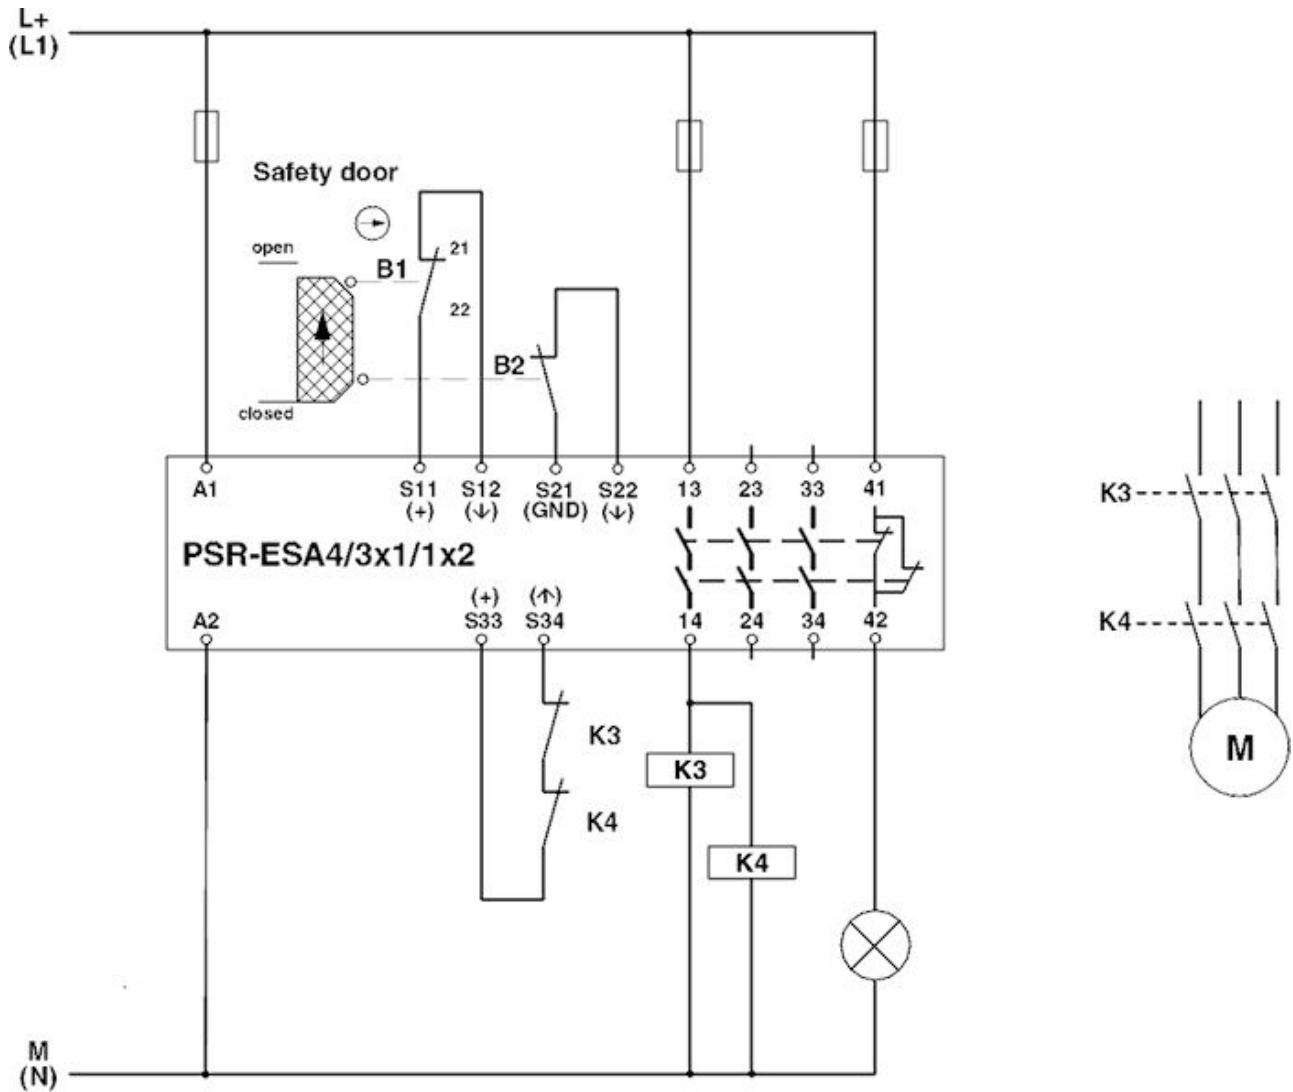 L+
(L1)
Safety door
open
B1
21
22
B2
closed
A1
S11
(+)
S12
(↓)
S21
(GND)
S22
(↓)
13
23
33
41
PSR-ESA4/3x1/1x2
(+)
S33
(↑)
S34
A2
14
24
34
42
K3
K4
K3
K4
K3
K4
M
M
(N)